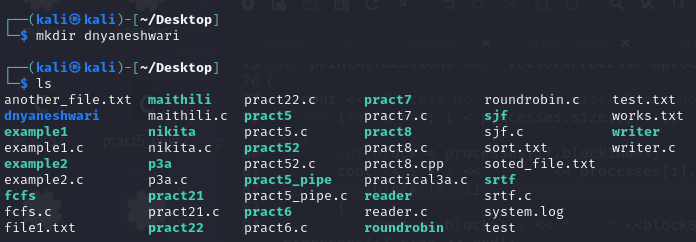 ┌──(kali㉿kali)-[~/Desktop]
└─$ mkdir dnyaneshwari
┌──(kali㉿kali)-[~/Desktop]
└─$ ls
another_file.txt maithili pract22.c pract7 roundrobin.c test.txt
dnyaneshwari maithili.c pract5 pract7.c sjf works.txt
example1 nikita pract5.c pract8 sjf.c writer
example1.c nikita.c pract52 pract8.c sort.txt writer.c
example2 p3a pract52.c pract8.cpp soted_file.txt
example2.c p3a.c pract5_pipe practical3a.c srtf
fcfs pract21 pract5_pipe.c reader srtf.c
fcfs.c pract21.c pract6 reader.c system.log
file1.txt pract22 pract6.c roundrobin test